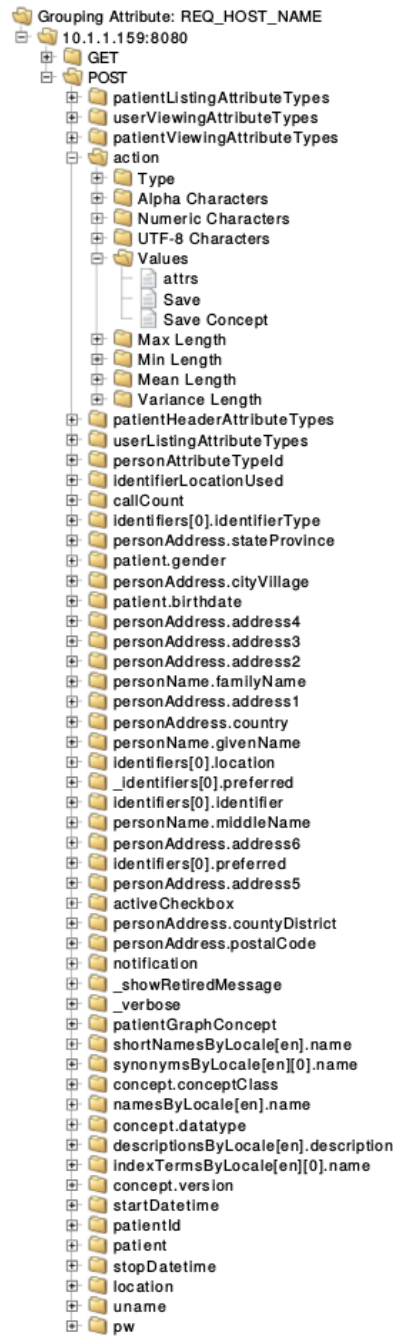 Grouping Attribute: REQ_HOST_NAME
10.1.1.159:8080
GET
POST
patientListingAttributeTypes
userViewingAttributeTypes
patientViewingAttributeTypes
action
Type
Alpha Characters
Numeric Characters
UTF-8 Characters
Values
attrs
Save
Save Concept
Max Length
Min Length
Mean Length
Variance Length
patientHeaderAttributeTypes
userListingAttributeTypes
personAttributeTypeId
identifierLocationUsed
callCount
identifiers[0].identifierType
personAddress.stateProvince
patient.gender
personAddress.cityVillage
patient.birthdate
personAddress.address4
personAddress.address3
personAddress.address2
personName.familyName
personAddress.address1
personAddress.country
personName.givenName
identifiers[0].location
_identifiers[0].preferred
identifiers[0].identifier
personName.middleName
personAddress.address6
identifiers[0].preferred
personAddress.address5
activeCheckbox
personAddress.countyDistrict
personAddress.postalCode
notification
_showRetiredMessage
_verbose
patientGraphConcept
shortNamesByLocale[en].name
synonymsByLocale[en][0].name
concept.conceptClass
namesByLocale[en].name
concept.datatype
descriptionsByLocale[en].description
indexTermsByLocale[en][0].name
concept.version
startDatetime
patientId
patient
stopDatetime
location
uname
pw